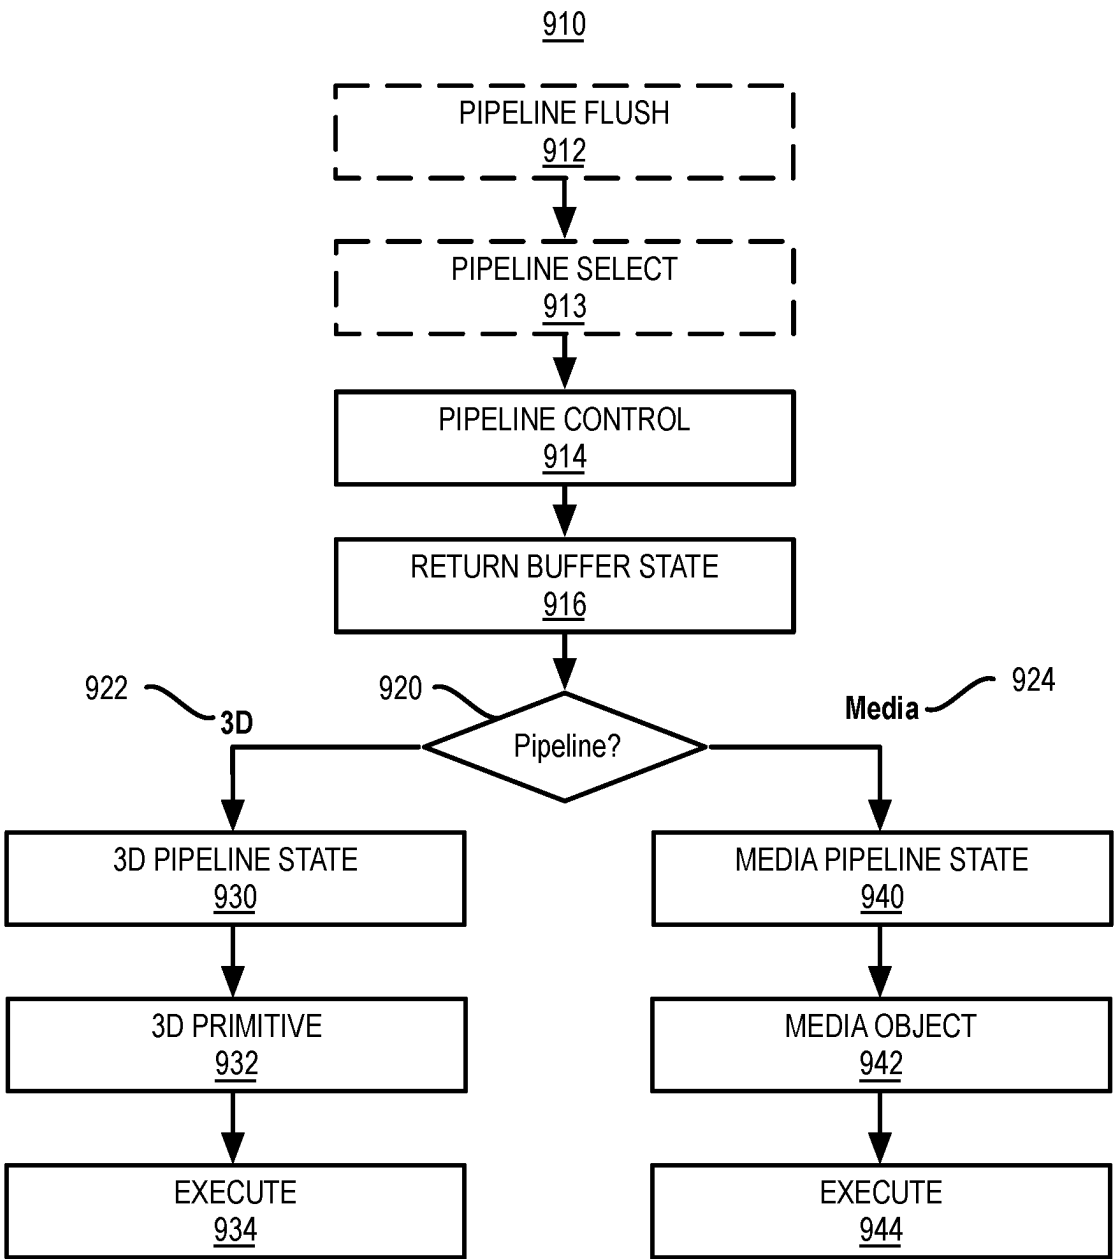 910
PIPELINE FLUSH
912
PIPELINE SELECT
913
PIPELINE CONTROL
914
RETURN BUFFER STATE
916
922
3D
920
Media
924
Pipeline?
3D PIPELINE STATE
930
MEDIA PIPELINE STATE
940
3D PRIMITIVE
932
MEDIA OBJECT
942
EXECUTE
934
EXECUTE
944